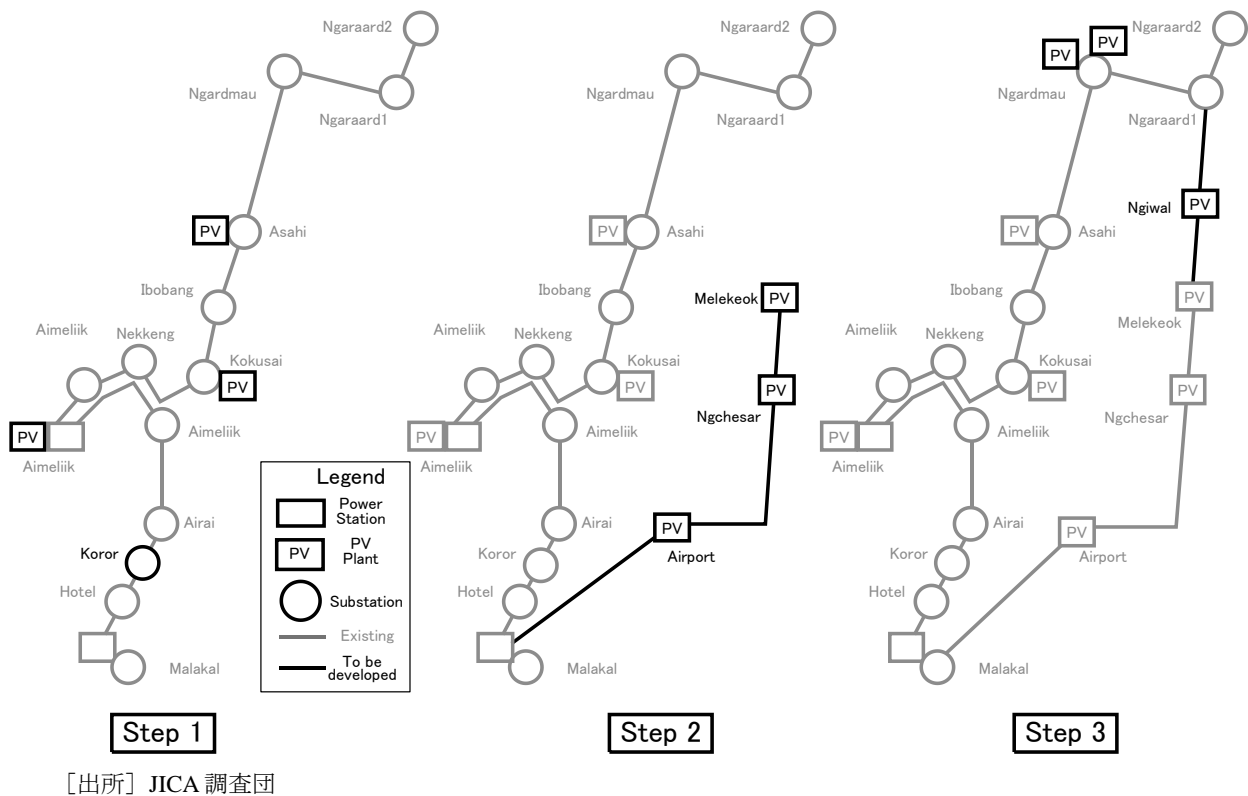 Ngaraard2
Ngardmau
Ngaraard1
PV
Asahi
Ibobang
Aimeliik
Nekkeng
Kokusai
PV
PV
Aimeliik
Aimeliik
Airai
Koror
Hotel
Malakal
Legend
Power
Station
PV
PV
Plant
Substation
Existing
To be
developed
Step 1
Ngaraard2
Ngardmau
Ngaraard1
PV
Asahi
Ibobang
Melekeok
PV
Aimeliik
Nekkeng
Kokusai
PV
PV
Ngchesar
PV
Aimeliik
Aimeliik
Airai
PV
Airport
Koror
Hotel
Malakal
Step 2
PV
PV
Ngaraard2
Ngardmau
Ngaraard1
Ngiwal
PV
PV
Asahi
Ibobang
PV
Melekeok
Aimeliik
Nekkeng
Kokusai
PV
PV
Ngchesar
PV
Aimeliik
Aimeliik
Airai
PV
Airport
Koror
Hotel
Malakal
Step 3
［出所］JICA 調査団